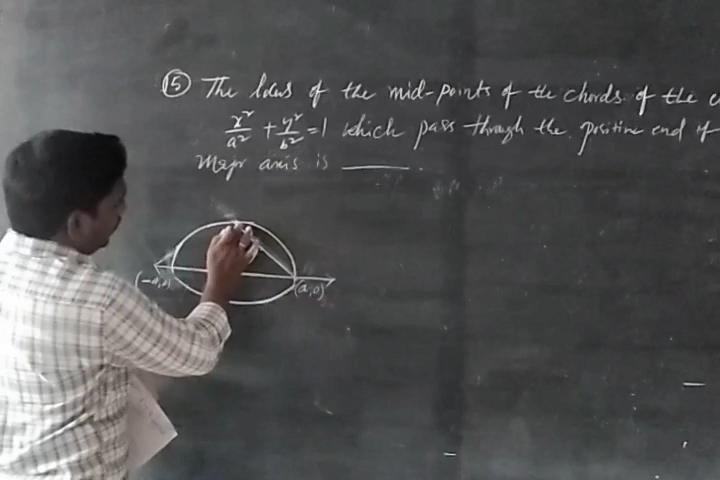 15 The locus of the mid-points of the chords of the
x²/a² + y²/b² = 1 which pass through the positive end of
Major axis is ______.
(-a,0) (a,0)